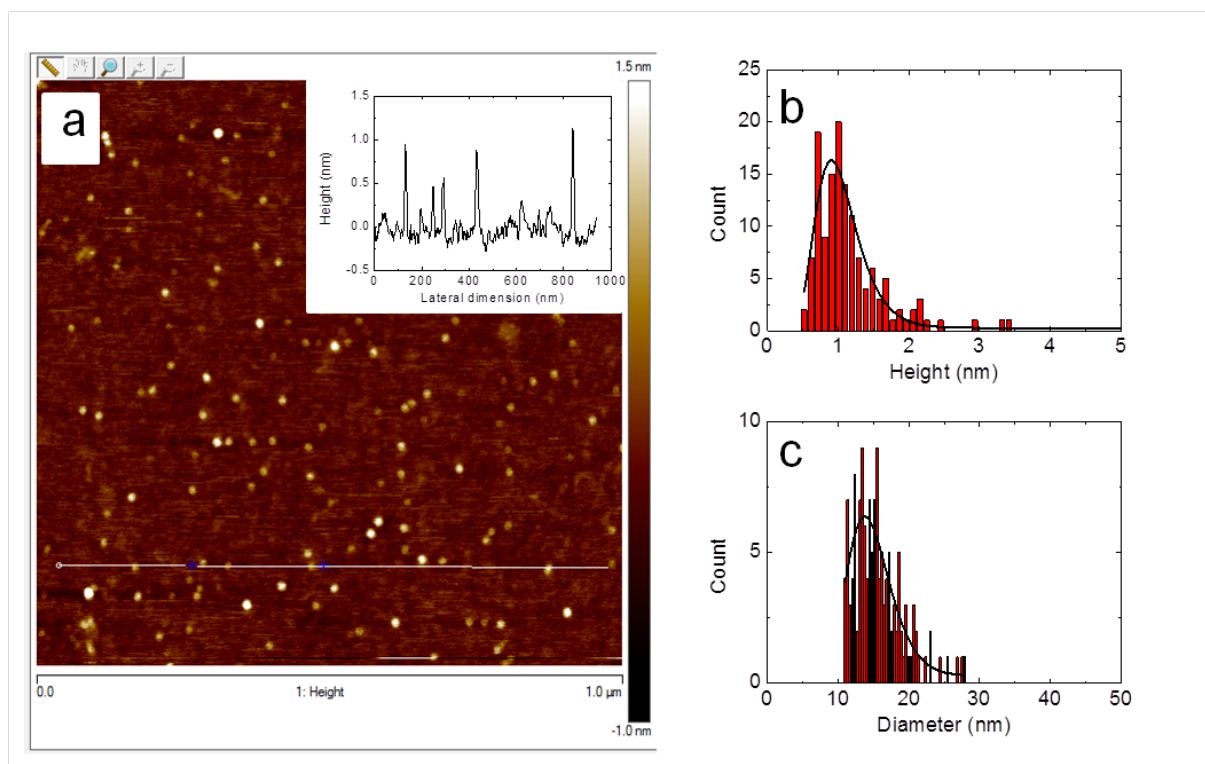 a
1.5 nm
1.5
1.0
0.5
0.0
-0.5
Height (nm)
0 200 400 600 800 1000
Lateral dimension (nm)
0.0 1: Height 1.0 µm
-1.0 nm
b
25
20
15
10
5
0
Count
0 1 2 3 4 5
Height (nm)
c
10
5
0
Count
0 10 20 30 40 50
Diameter (nm)